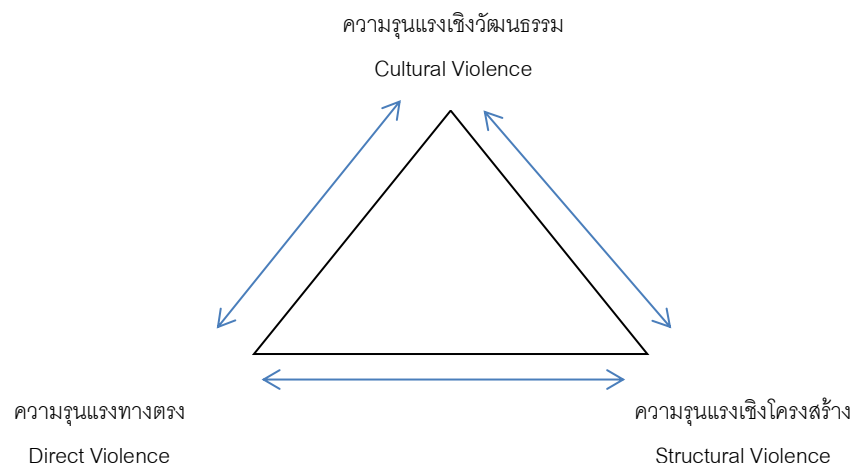 ความรุนแรงเชิงวัฒนธรรม
Cultural Violence
ความรุนแรงทางตรง
Direct Violence
ความรุนแรงเชิงโครงสร้าง
Structural Violence